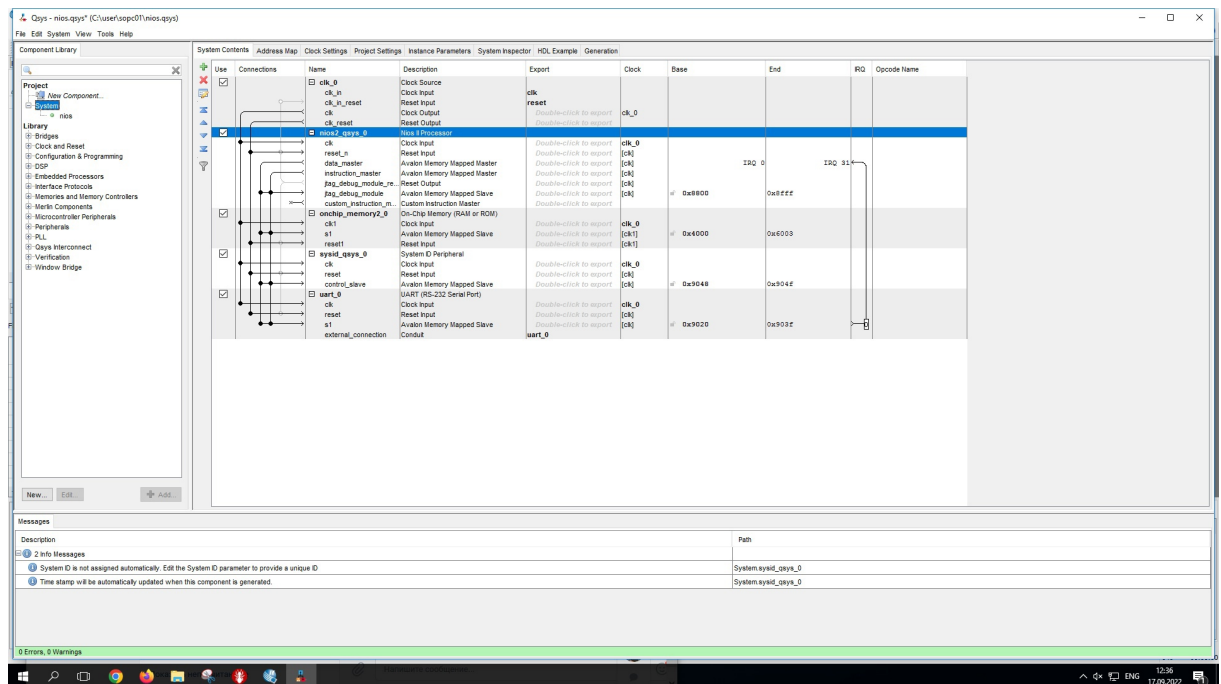 Qsys - nios.qsys* (C:\user\sopc01\nios.qsys)
File Edit System View Tools Help
Component Library
Project
New Component...
System
nios
Library
Bridges
Clock and Reset
Configuration & Programming
DSP
Embedded Processors
Interface Protocols
Memories and Memory Controllers
Merlin Components
Microcontroller Peripherals
Peripherals
PLL
Qsys Interconnect
Verification
Window Bridge
New... Edit... Add...
System Contents Address Map Clock Settings Project Settings Instance Parameters System Inspector HDL Example Generation
Use Connections Name Description Export Clock Base End IRQ Opcode Name
clk_0 Clock Source
clk_in Clock Input clk
clk_in_reset Reset Input reset
clk Clock Output Double-click to export clk_0
clk_reset Reset Output Double-click to export
nios2_qsys_0 Nios II Processor
clk Clock Input Double-click to export clk_0
reset_n Reset Input Double-click to export [clk]
data_master Avalon Memory Mapped Master Double-click to export [clk] IRQ 0 IRQ 31
instruction_master Avalon Memory Mapped Master Double-click to export [clk]
jtag_debug_module_re... Reset Output Double-click to export [clk]
jtag_debug_module Avalon Memory Mapped Slave Double-click to export [clk] 0x8800 0x8fff
custom_instruction_m... Custom Instruction Master Double-click to export
onchip_memory2_0 On-Chip Memory (RAM or ROM)
clk1 Clock Input Double-click to export clk_0
s1 Avalon Memory Mapped Slave Double-click to export [clk1] 0x4000 0x6003
reset1 Reset Input Double-click to export [clk1]
sysid_qsys_0 System ID Peripheral
clk Clock Input Double-click to export clk_0
reset Reset Input Double-click to export [clk]
control_slave Avalon Memory Mapped Slave Double-click to export [clk] 0x9048 0x904f
uart_0 UART (RS-232 Serial Port)
clk Clock Input Double-click to export clk_0
reset Reset Input Double-click to export [clk]
s1 Avalon Memory Mapped Slave Double-click to export [clk] 0x9020 0x903f
external_connection Conduit uart_0
Messages
Description Path
2 Info Messages
System ID is not assigned automatically. Edit the System ID parameter to provide a unique ID System.sysid_qsys_0
Time stamp will be automatically updated when this component is generated. System.sysid_qsys_0
0 Errors, 0 Warnings
ENG
12:36
17.09.2022